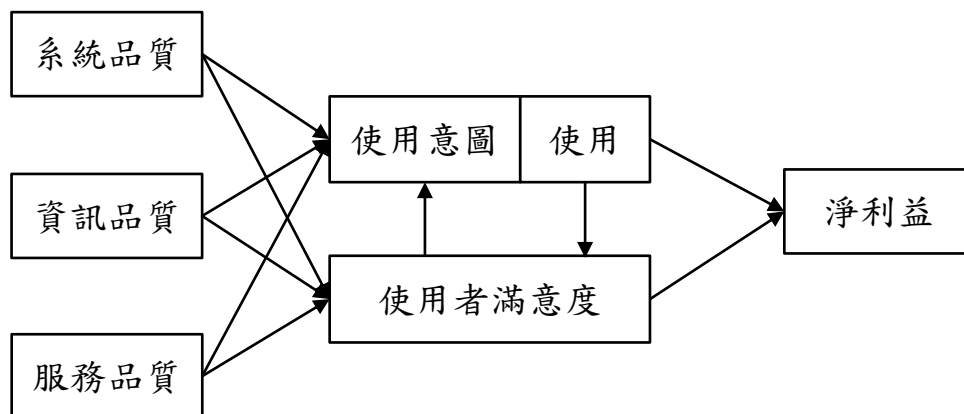 系統品質
使用意圖
使用
資訊品質
淨利益
使用者滿意度
服務品質